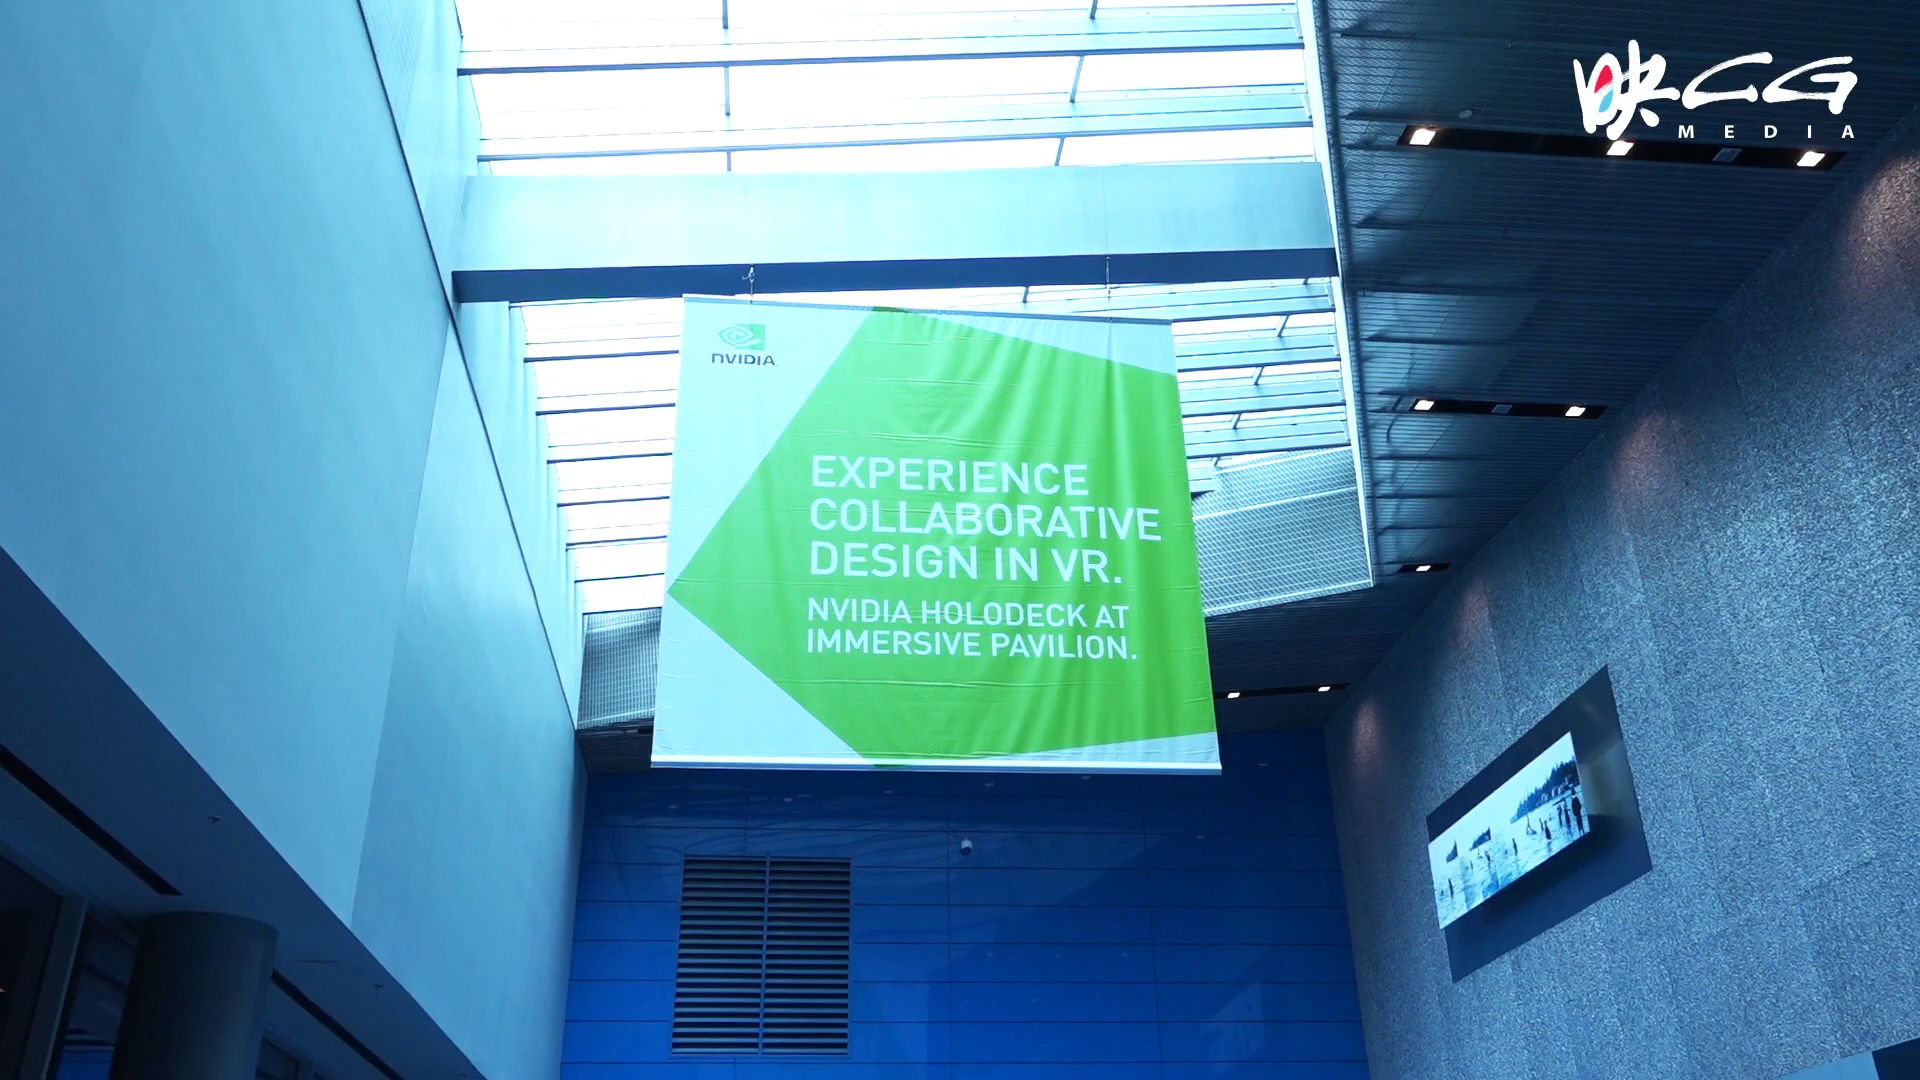 映CG
MEDIA
NVIDIA
EXPERIENCE
COLLABORATIVE
DESIGN IN VR.
NVIDIA HOLODECK AT
IMMERSIVE PAVILION.